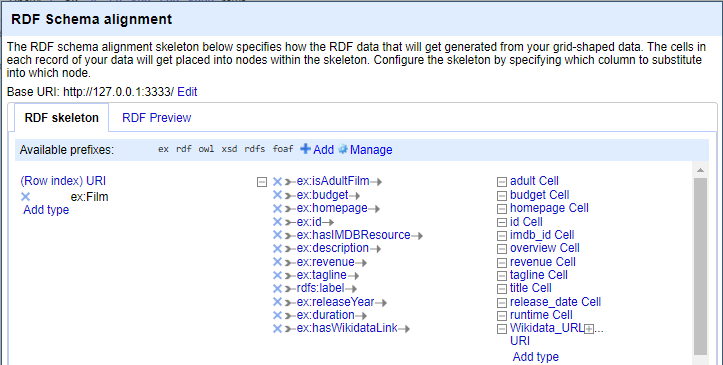 RDF Schema alignment
The RDF schema alignment skeleton below specifies how the RDF data that will get generated from your grid-shaped data. The cells in
each record of your data will get placed into nodes within the skeleton. Configure the skeleton by specifying which column to substitute
into which node.
Base URI: http://127.0.0.1:3333/ Edit
RDF skeleton RDF Preview
Available prefixes: ex rdf owl xsd rdfs foaf Add Manage
(Row index) URI ex:isAdultFilm adult Cell
ex:Film ex:budget budget Cell
Add type ex:homepage homepage Cell
ex:id id Cell
ex:hasIMDBResource imdb_id Cell
ex:description overview Cell
ex:revenue revenue Cell
ex:tagline tagline Cell
rdfs:label title Cell
ex:releaseYear release_date Cell
ex:duration runtime Cell
ex:hasWikidataLink Wikidata_URL ...
URI
Add type